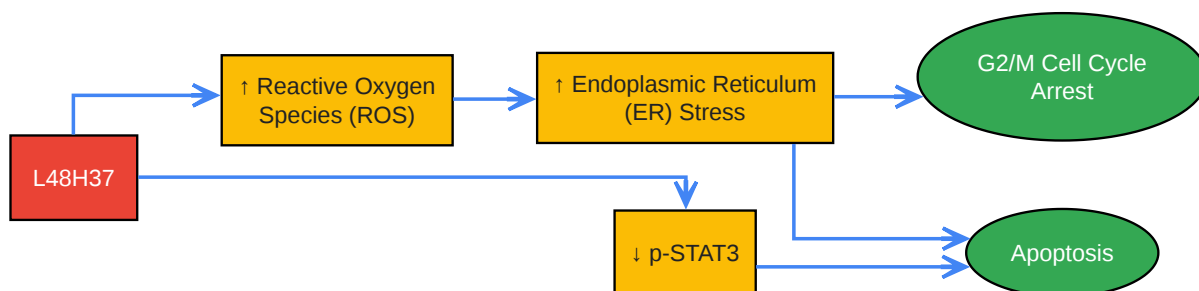 L48H37
↑ Reactive Oxygen
Species (ROS)
↑ Endoplasmic Reticulum
(ER) Stress
G2/M Cell Cycle
Arrest
↓ p-STAT3
Apoptosis